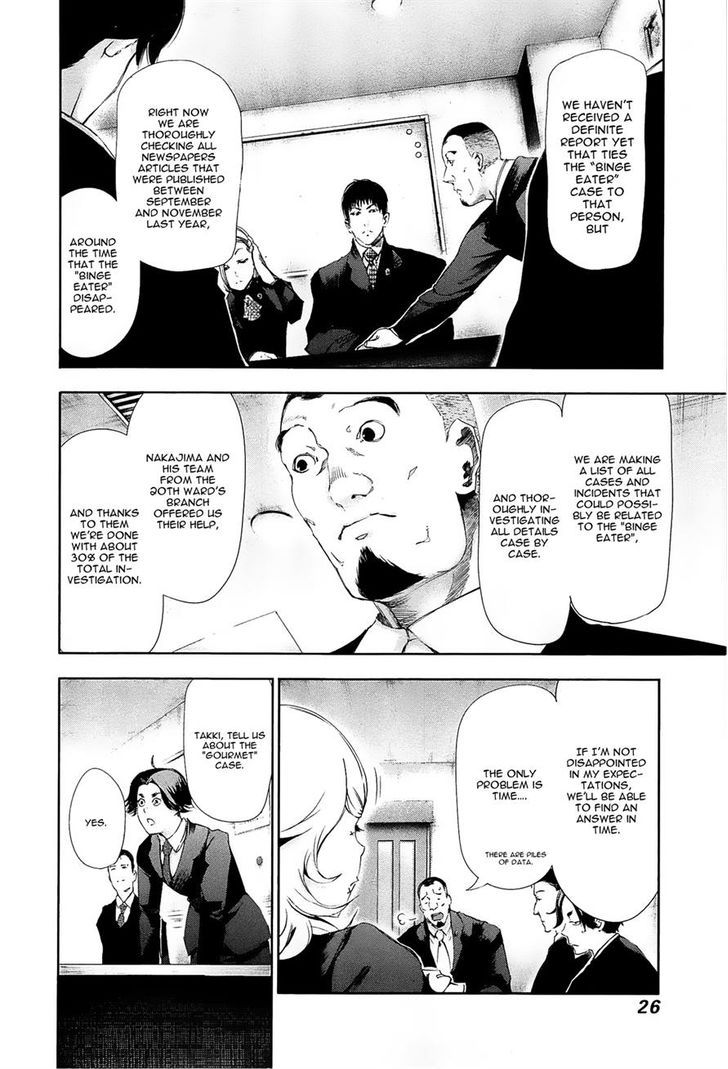 WE HAVEN'T
RECEIVED A
DEFINITE
REPORT YET
THAT TIES
THE "BINGE
EATER"
CASE TO
THAT
PERSON,
BUT
RIGHT NOW
WE ARE
THOROUGHLY
CHECKING ALL
NEWSPAPERS
ARTICLES THAT
WERE PUBLISHED
BETWEEN
SEPTEMBER
AND NOVEMBER
LAST YEAR,
AROUND
THE TIME
THAT THE
"BINGE
EATER"
DISAP-
PEARED.
WE ARE MAKING
A LIST OF ALL
CASES AND
INCIDENTS THAT
COULD POSSI-
BLY BE RELATED
TO THE "BINGE
EATER",
AND THOR-
OUGHLY IN-
VESTIGATING
ALL DETAILS
CASE BY
CASE.
NAKAJIMA AND
HIS TEAM
FROM THE
20TH WARD'S
BRANCH
OFFERED US
THEIR HELP,
AND THANKS
TO THEM
WE'RE DONE
WITH ABOUT
30% OF THE
TOTAL IN-
VESTIGATION.
IF I'M NOT
DISAPPOINTED
IN MY EXPEC-
TATIONS,
WE'LL BE ABLE
TO FIND AN
ANSWER IN
TIME.
THE ONLY
PROBLEM IS
TIME....
THERE ARE PILES
OF DATA.
TAKKI, TELL US
ABOUT THE
"GOURMET"
CASE.
YES.
26